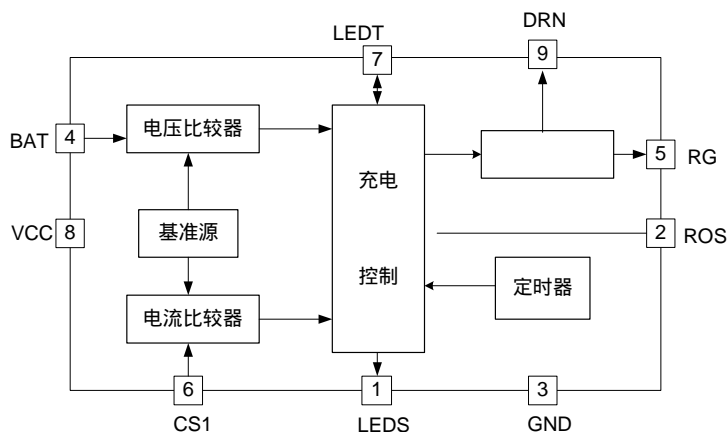 LEDT
DRN
7
9
BAT
4
电压比较器
充电
5
RG
VCC
8
基准源
2
ROS
控制
定时器
电流比较器
6
1
3
CS1
LEDS
GND